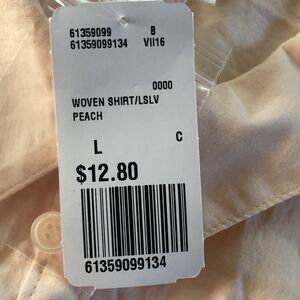 61359099 B
61359099134 VII16
0000
WOVEN SHIRT/LSLV
PEACH
L C
$12.80
61359099134